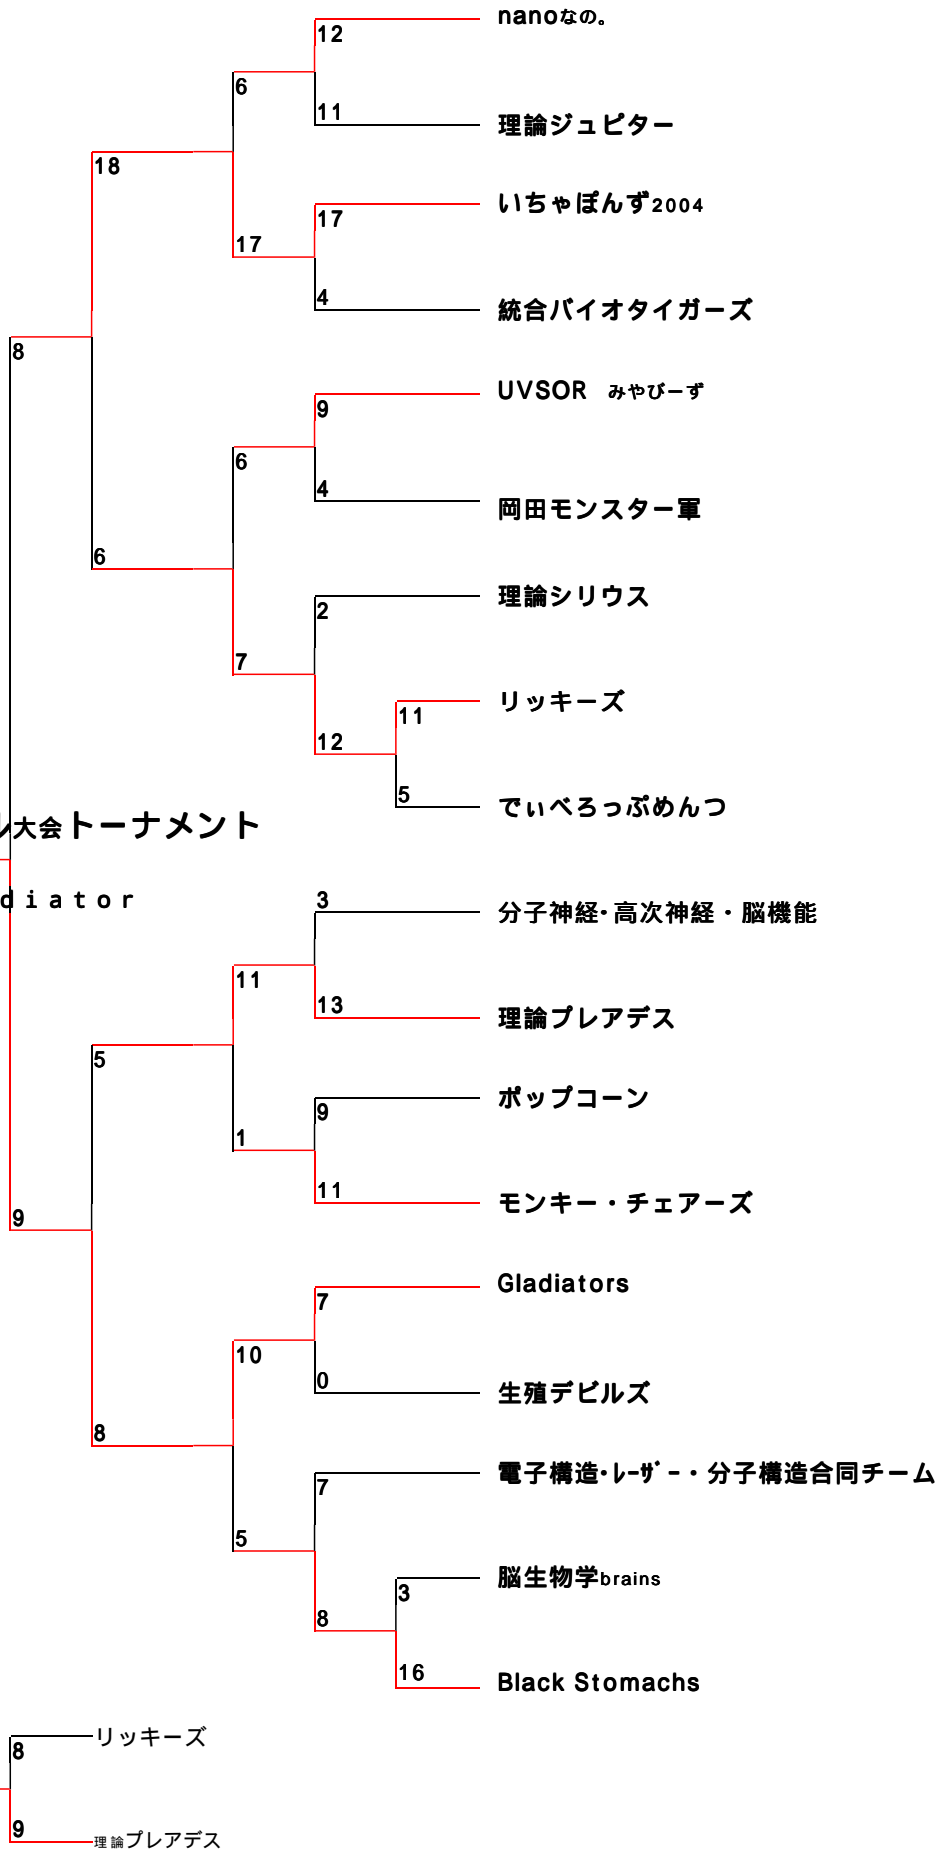 nanoなの。
12
6
11
理論ジュピター
18
いちゃぽんず2004
17
17
4
統合バイオタイガーズ
8
UVSOR みやびーず
9
6
4
岡田モンスター軍
6
理論シリウス
2
7
リッキーズ
11
12
5
でぃべろっぷめんつ
ル大会トーナメント
diator
3
分子神経・高次神経・脳機能
11
13
理論プレアデス
5
ポップコーン
9
1
11
モンキー・チェアーズ
9
Gladiators
7
10
0
生殖デビルズ
8
電子構造・レーザー・分子構造合同チーム
7
5
脳生物学brains
3
8
16
Black Stomachs
リッキーズ
8
9
理論プレアデス